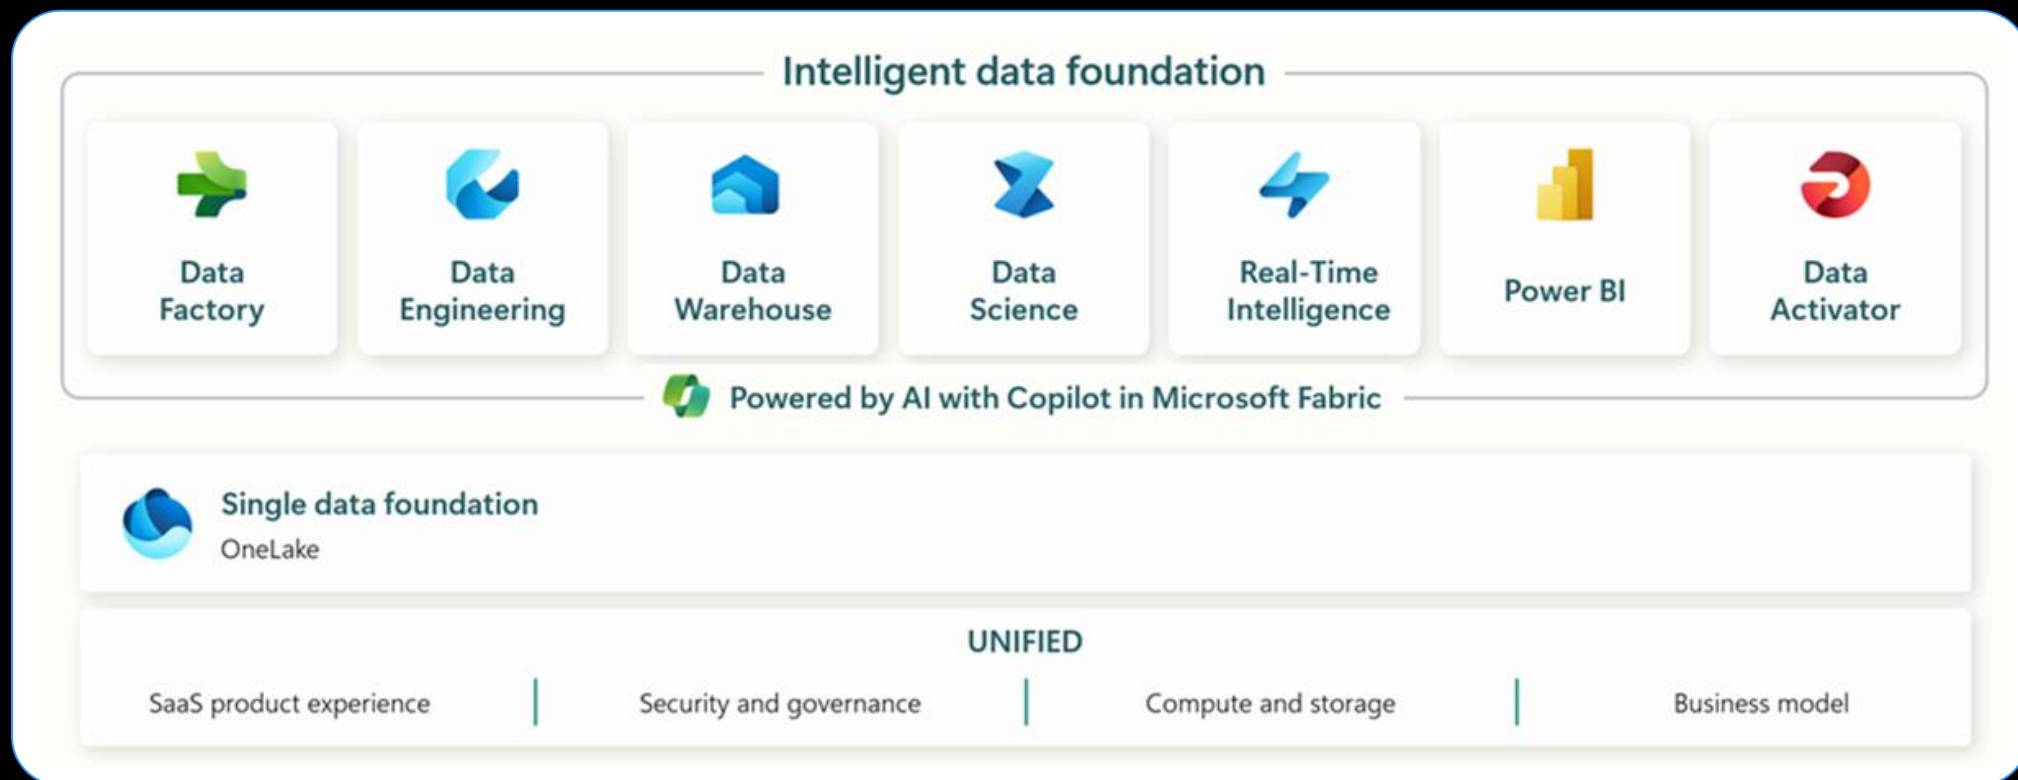 Intelligent data foundation
Data
Factory
Data
Engineering
Data
Warehouse
Data
Science
Real-Time
Intelligence
Power BI
Data
Activator
Powered by AI with Copilot in Microsoft Fabric
Single data foundation
OneLake
UNIFIED
SaaS product experience
Security and governance
Compute and storage
Business model